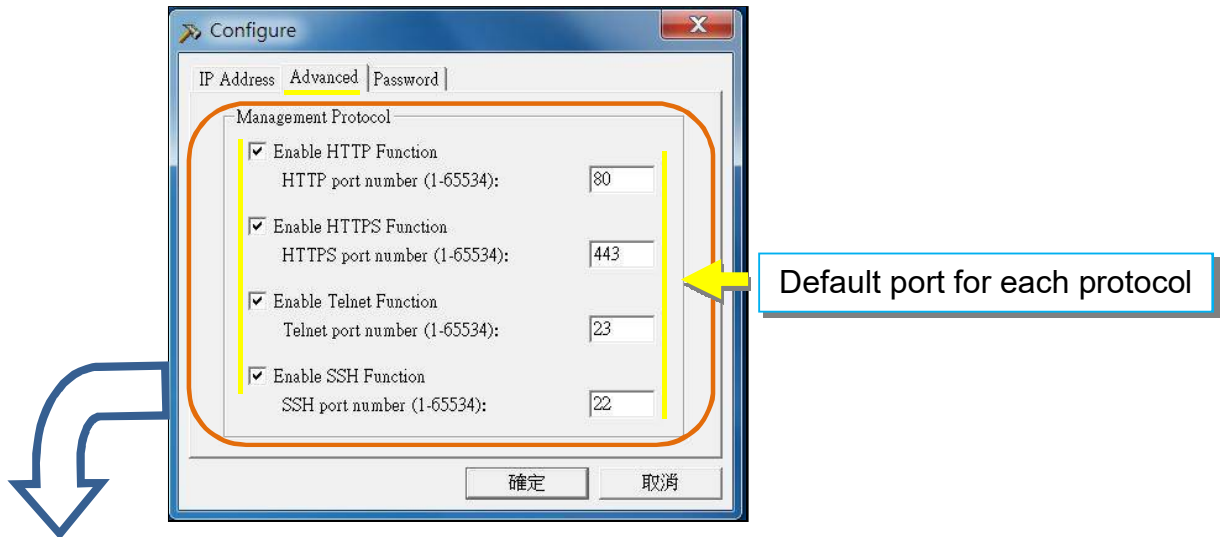 Configure
IP Address Advanced Password
Management Protocol
Enable HTTP Function
HTTP port number (1-65534): 80
Enable HTTPS Function
HTTPS port number (1-65534): 443
Default port for each protocol
Enable Telnet Function
Telnet port number (1-65534): 23
Enable SSH Function
SSH port number (1-65534): 22
確定 取消